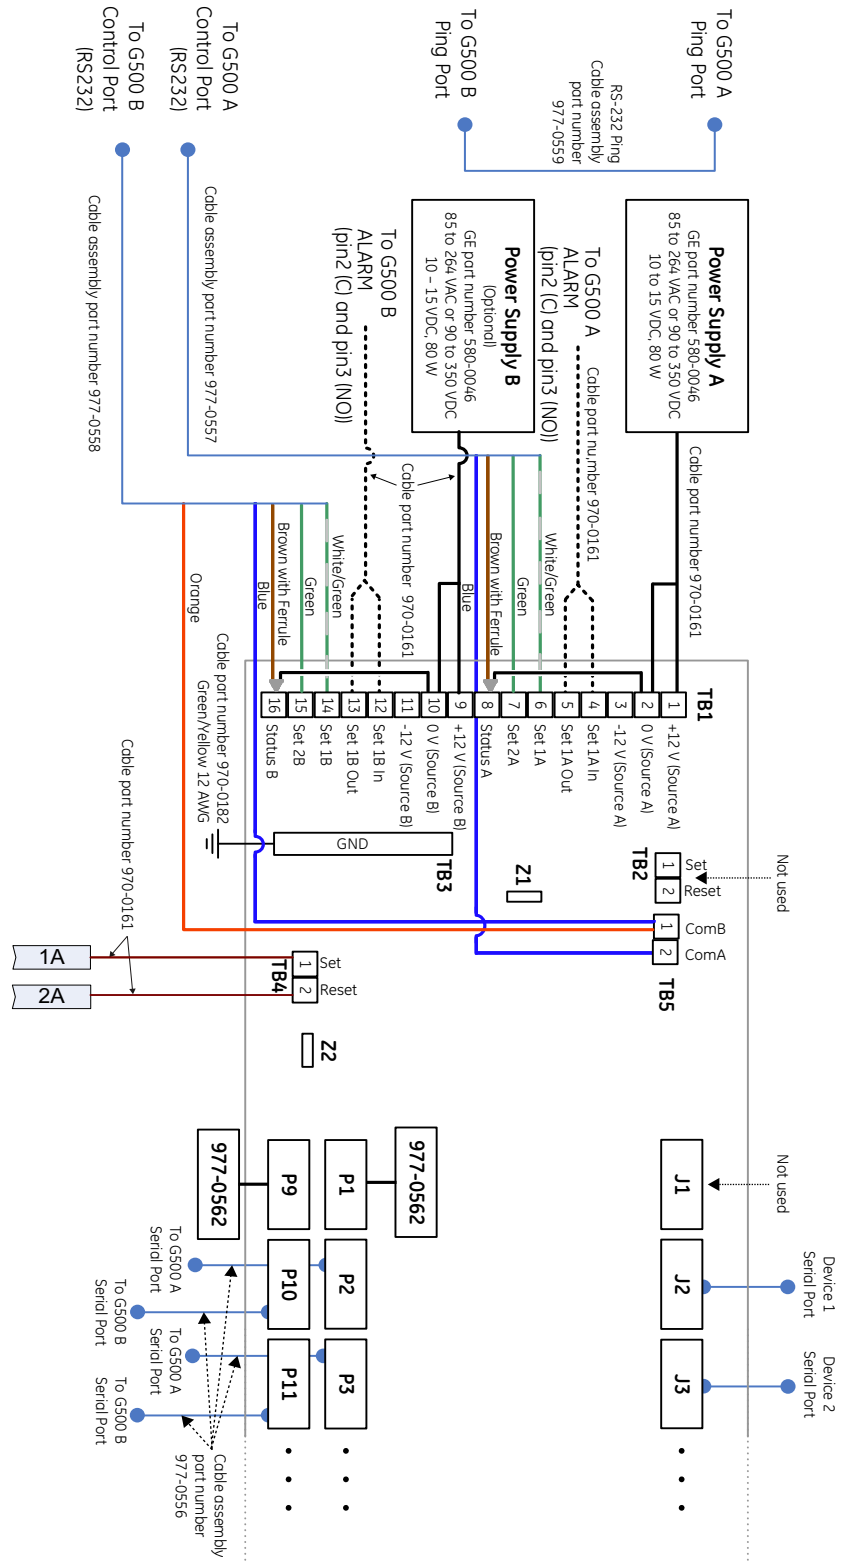 To G500 A
Ping Port
To G500 B
Ping Port
RS-232 Ping
Cable assembly
part number
977-0559
To G500 A
Control Port
(RS232)
To G500 B
Control Port
(RS232)
Cable assembly part number 977-0557
Cable assembly part number 977-0558
Power Supply A
GE part number 580-0046
85 to 264 VAC or 90 to 350 VDC
10 to 15 VDC, 80 W
Power Supply B
(Optional)
GE part number 580-0046
85 to 264 VAC or 90 to 350 VDC
10 – 15 VDC, 80 W
To G500 A
ALARM
(pin2 (C) and pin3 (NO))
To G500 B
ALARM
(pin2 (C) and pin3 (NO))
Cable part number 970-0161
Cable part nu,mber 970-0161
Cable part number 970-0161
White/Green
Green
Brown with Ferrule
Blue
White/Green
Green
Brown with Ferrule
Blue
Orange
Cable part number 970-0182
Green/Yellow 12 AWG
Cable part number 970-0161
TB1
1 +12 V (Source A)
2 0 V (Source A)
3 -12 V (Source A)
4 Set 1A In
5 Set 1A Out
6 Set 1A
7 Set 2A
8 Status A
9 +12 V (Source B)
10 0 V (Source B)
11 -12 V (Source B)
12 Set 1B In
13 Set 1B Out
14 Set 1B
15 Set 2B
16 Status B
Not used
TB2
1 Set
2 Reset
GND
TB3
Z1
1 ComB
2 ComA
TB5
1A
2A
TB4
1 Set
2 Reset
Z2
Not used
J1
J2
J3
Device 1
Serial Port
Device 2
Serial Port
977-0562
P1
P2
P3
977-0562
P9
P10
P11
To G500 A
Serial Port
To G500 B
Serial Port
To G500 A
Serial Port
To G500 B
Serial Port
Cable assembly
part number
977-0556